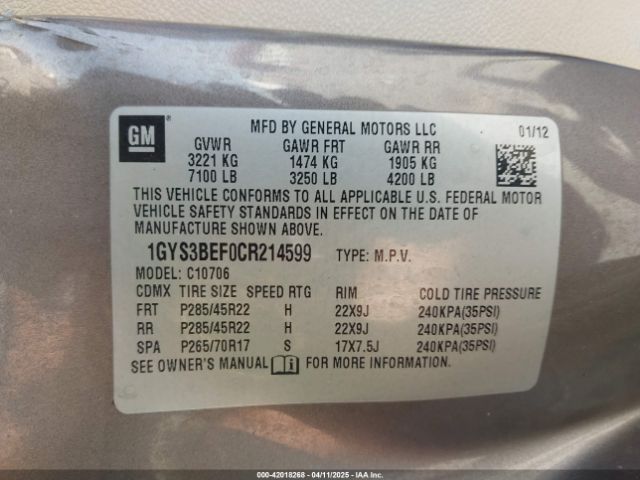 GM
MFD BY GENERAL MOTORS LLC 01/12
GVWR GAWR FRT GAWR RR
3221 KG 1474 KG 1905 KG
7100 LB 3250 LB 4200 LB
THIS VEHICLE CONFORMS TO ALL APPLICABLE U.S. FEDERAL MOTOR
VEHICLE SAFETY STANDARDS IN EFFECT ON THE DATE OF
MANUFACTURE SHOWN ABOVE.
1GYS3BEF0CR214599 TYPE: M.P.V.
MODEL: C10706
CDMX TIRE SIZE SPEED RTG RIM COLD TIRE PRESSURE
FRT P285/45R22 H 22X9J 240KPA(35PSI)
RR P285/45R22 H 22X9J 240KPA(35PSI)
SPA P265/70R17 S 17X7.5J 240KPA(35PSI)
SEE OWNER'S MANUAL FOR MORE INFORMATION.
000-42018268 - 04/11/2025 - IAAI, Inc.